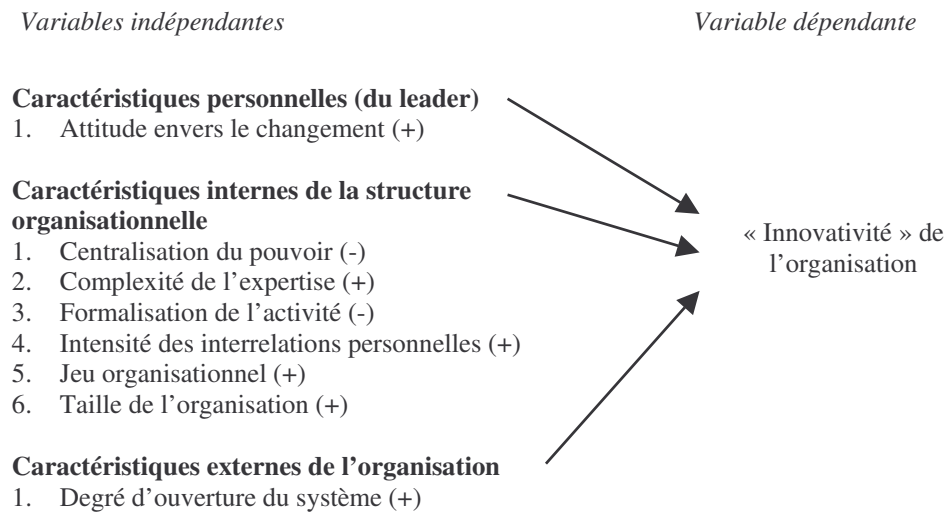 Variables indépendantes
Variable dépendante
Caractéristiques personnelles (du leader)
1. Attitude envers le changement (+)
Caractéristiques internes de la structure
organisationnelle
1. Centralisation du pouvoir (-)
2. Complexité de l’expertise (+)
3. Formalisation de l’activité (-)
4. Intensité des interrelations personnelles (+)
5. Jeu organisationnel (+)
6. Taille de l’organisation (+)
Caractéristiques externes de l’organisation
1. Degré d’ouverture du système (+)
« Innovativité » de
l’organisation